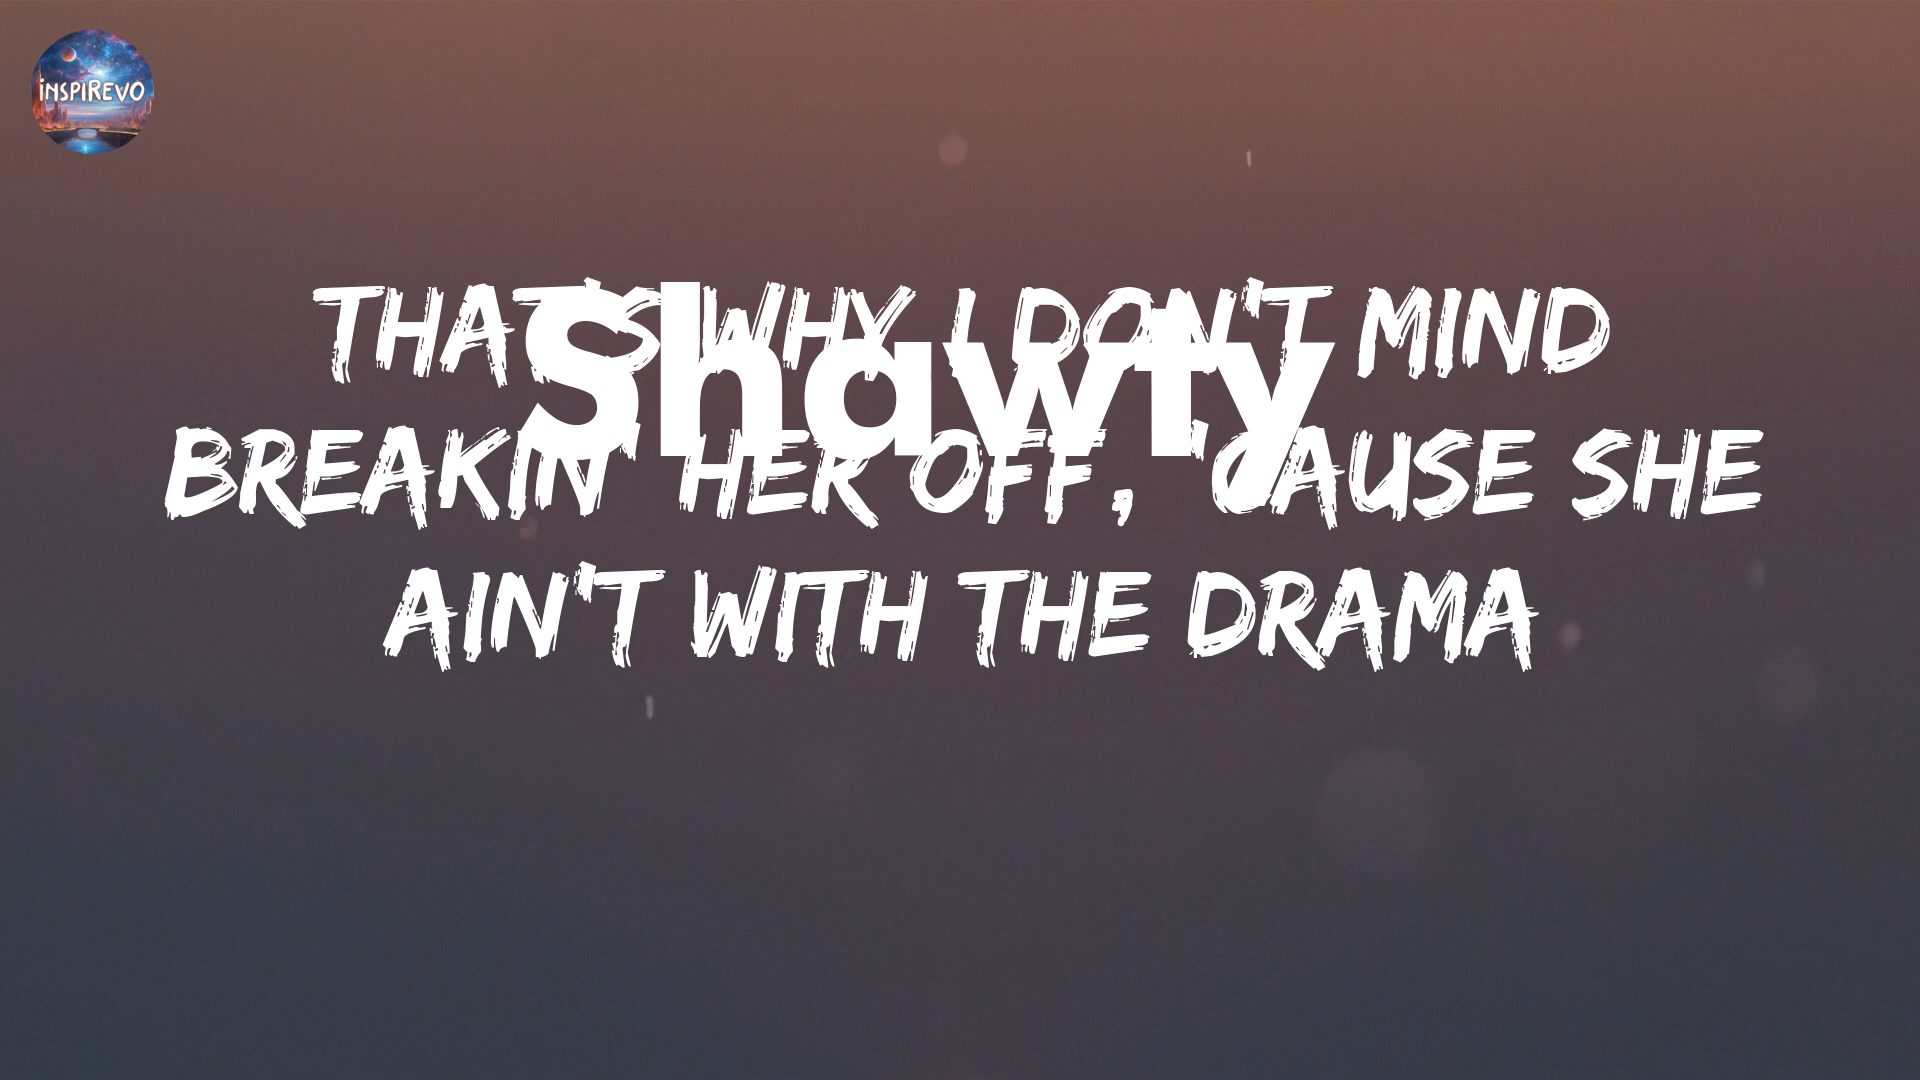 iNSPIREVO
THAT'S WHY I DON'T MIND
Shawty
BREAKIN' HER OFF, 'CAUSE SHE
AIN'T WITH THE DRAMA